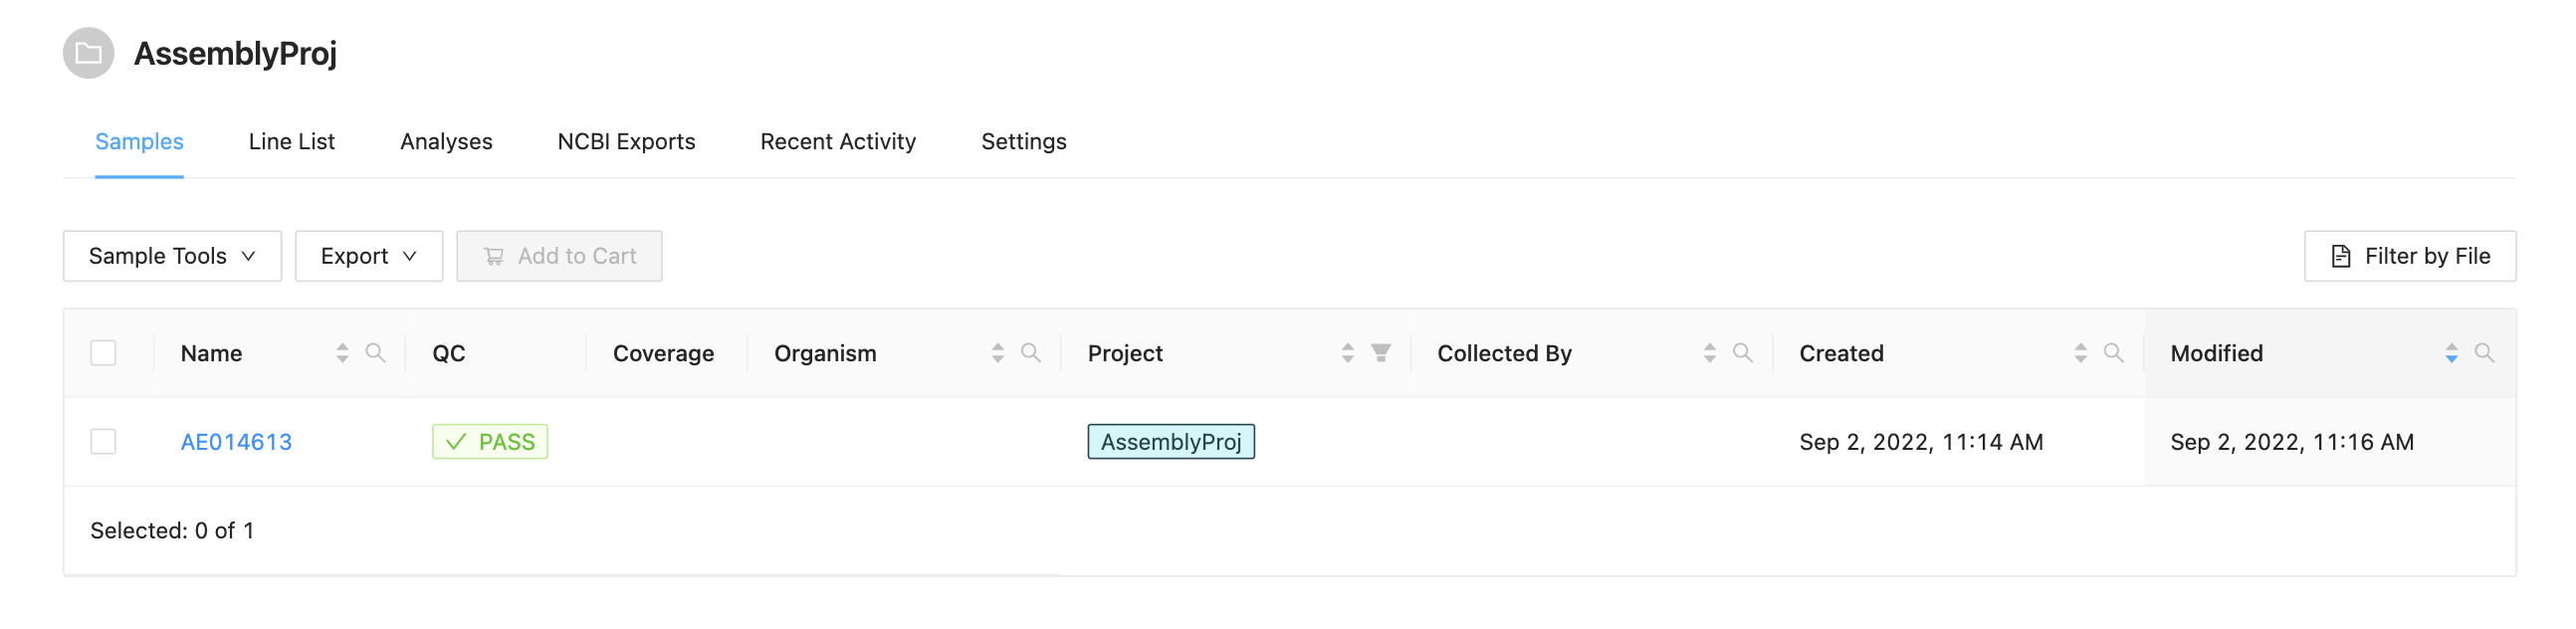 AssemblyProj
Samples Line List Analyses NCBI Exports Recent Activity Settings
Sample Tools Export Add to Cart Filter by File
Name QC Coverage Organism Project Collected By Created Modified
AE014613 PASS AssemblyProj Sep 2, 2022, 11:14 AM Sep 2, 2022, 11:16 AM
Selected: 0 of 1